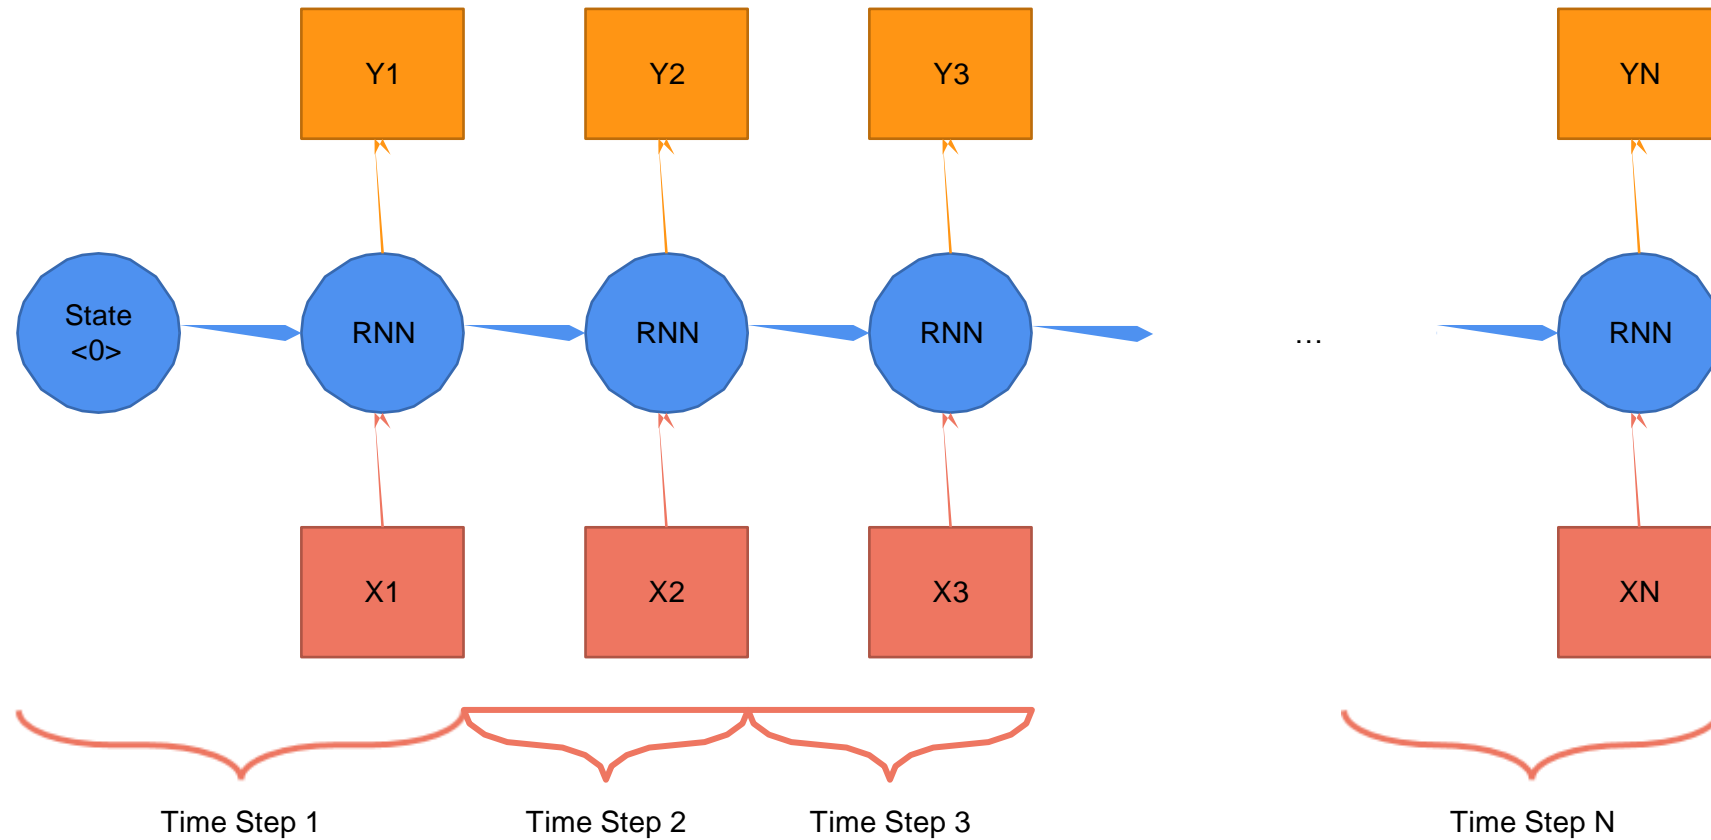 Y1
Y2
Y3
YN
State
<0>
RNN
RNN
RNN
...
RNN
X1
X2
X3
XN
Time Step 1
Time Step 2
Time Step 3
Time Step N